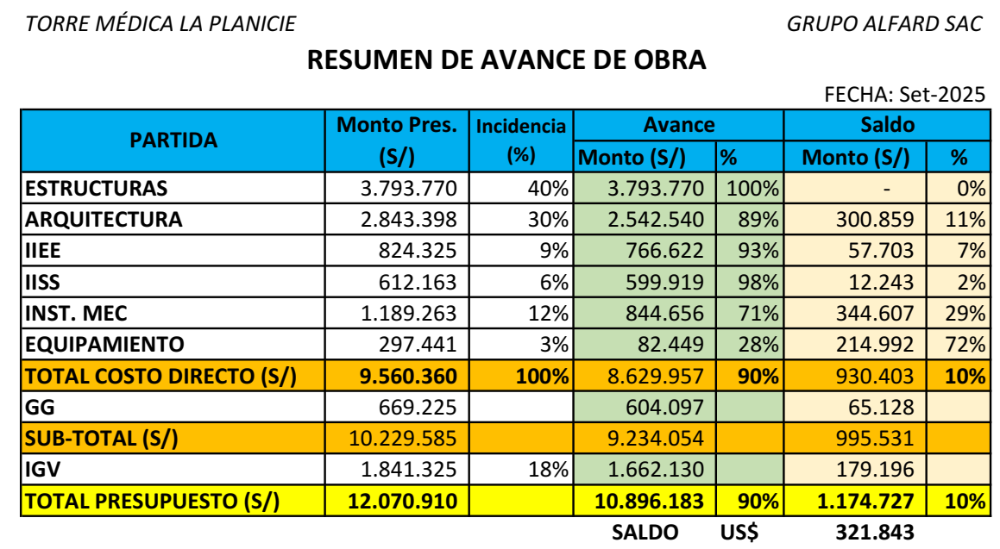 TORRE MÉDICA LA PLANICIE GRUPO ALFARD SAC
RESUMEN DE AVANCE DE OBRA
FECHA: Set-2025
PARTIDA Monto Pres. (S/) Incidencia (%) Avance Saldo
Monto (S/) % Monto (S/) %
ESTRUCTURAS 3.793.770 40% 3.793.770 100% - 0%
ARQUITECTURA 2.843.398 30% 2.542.540 89% 300.859 11%
IIEE 824.325 9% 766.622 93% 57.703 7%
IISS 612.163 6% 599.919 98% 12.243 2%
INST. MEC 1.189.263 12% 844.656 71% 344.607 29%
EQUIPAMIENTO 297.441 3% 82.449 28% 214.992 72%
TOTAL COSTO DIRECTO (S/) 9.560.360 100% 8.629.957 90% 930.403 10%
GG 669.225 604.097 65.128
SUB-TOTAL (S/) 10.229.585 9.234.054 995.531
IGV 1.841.325 18% 1.662.130 179.196
TOTAL PRESUPUESTO (S/) 12.070.910 10.896.183 90% 1.174.727 10%
SALDO US$ 321.843